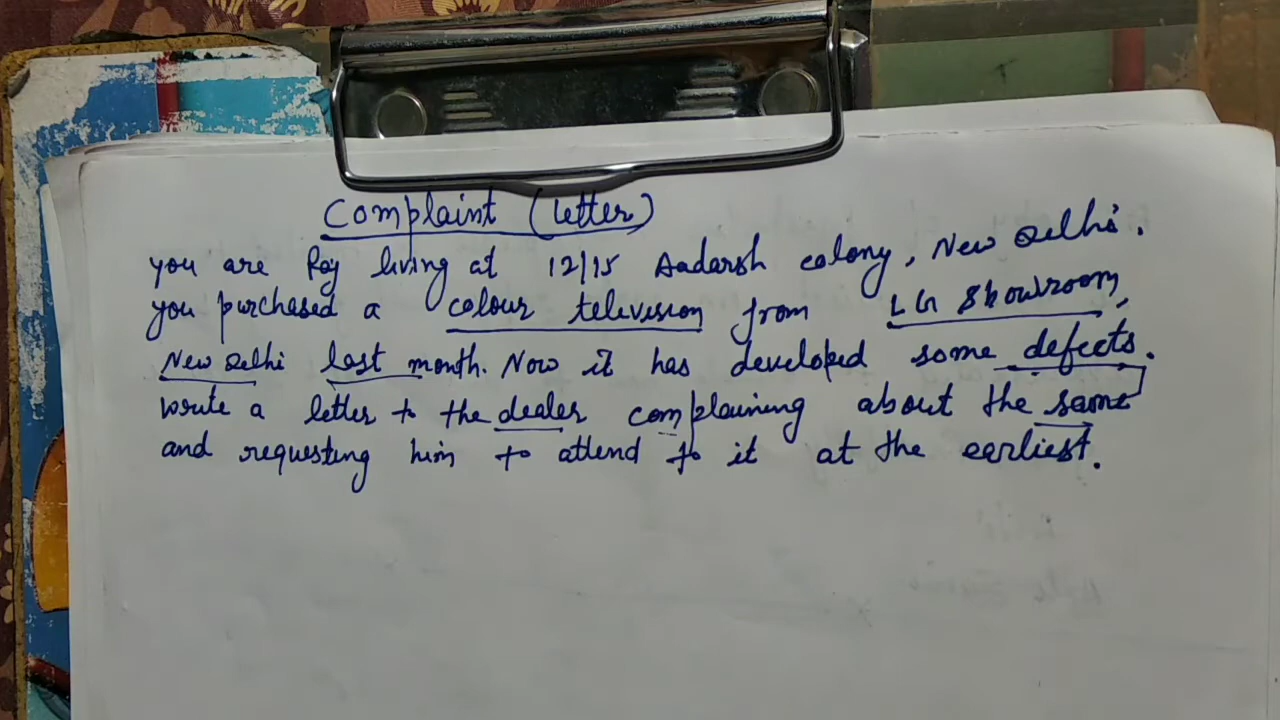 Complaint (Letter)
you are Raj living at 12/15 Aadarsh colony, New Delhi.
you purchased a colour television from LG Showroom,
New Delhi last month. Now it has developed some defects.
write a letter to the dealer complaining about the same
and requesting him to attend to it at the earliest.